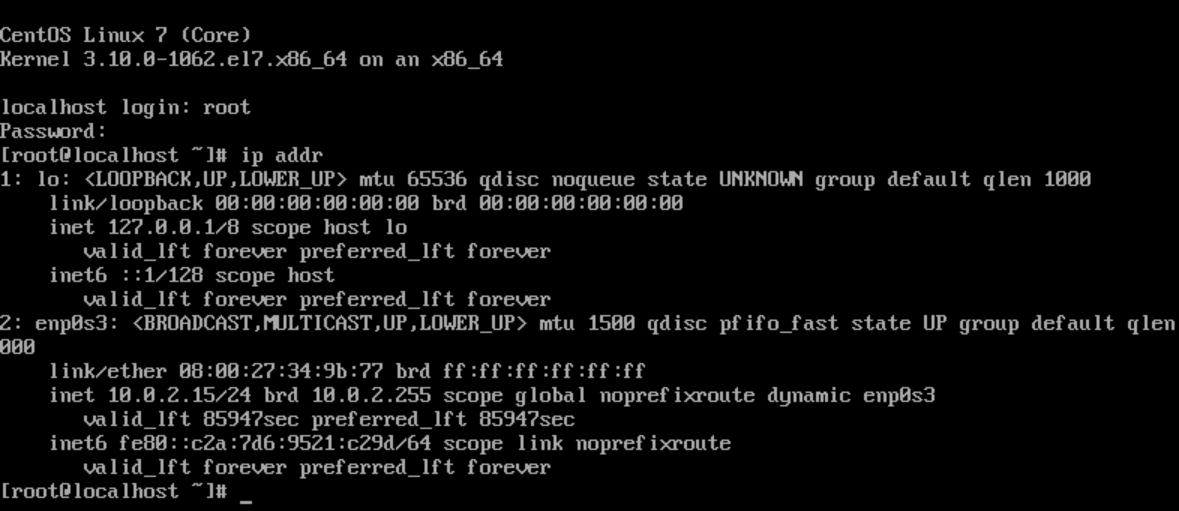 CentOS Linux 7 (Core)
Kernel 3.10.0-1062.el7.x86_64 on an x86_64
localhost login: root
Password:
[root@localhost ~]# ip addr
1: lo: <LOOPBACK,UP,LOWER_UP> mtu 65536 qdisc noqueue state UNKNOWN group default qlen 1000
link/loopback 00:00:00:00:00:00 brd 00:00:00:00:00:00
inet 127.0.0.1/8 scope host lo
valid_lft forever preferred_lft forever
inet6 ::1/128 scope host
valid_lft forever preferred_lft forever
2: enp0s3: <BROADCAST,MULTICAST,UP,LOWER_UP> mtu 1500 qdisc pfifo_fast state UP group default qlen
000
link/ether 08:00:27:34:9b:77 brd ff:ff:ff:ff:ff:ff
inet 10.0.2.15/24 brd 10.0.2.255 scope global noprefixroute dynamic enp0s3
valid_lft 85947sec preferred_lft 85947sec
inet6 fe80::c2a:7d6:9521:c29d/64 scope link noprefixroute
valid_lft forever preferred_lft forever
[root@localhost ~]# _